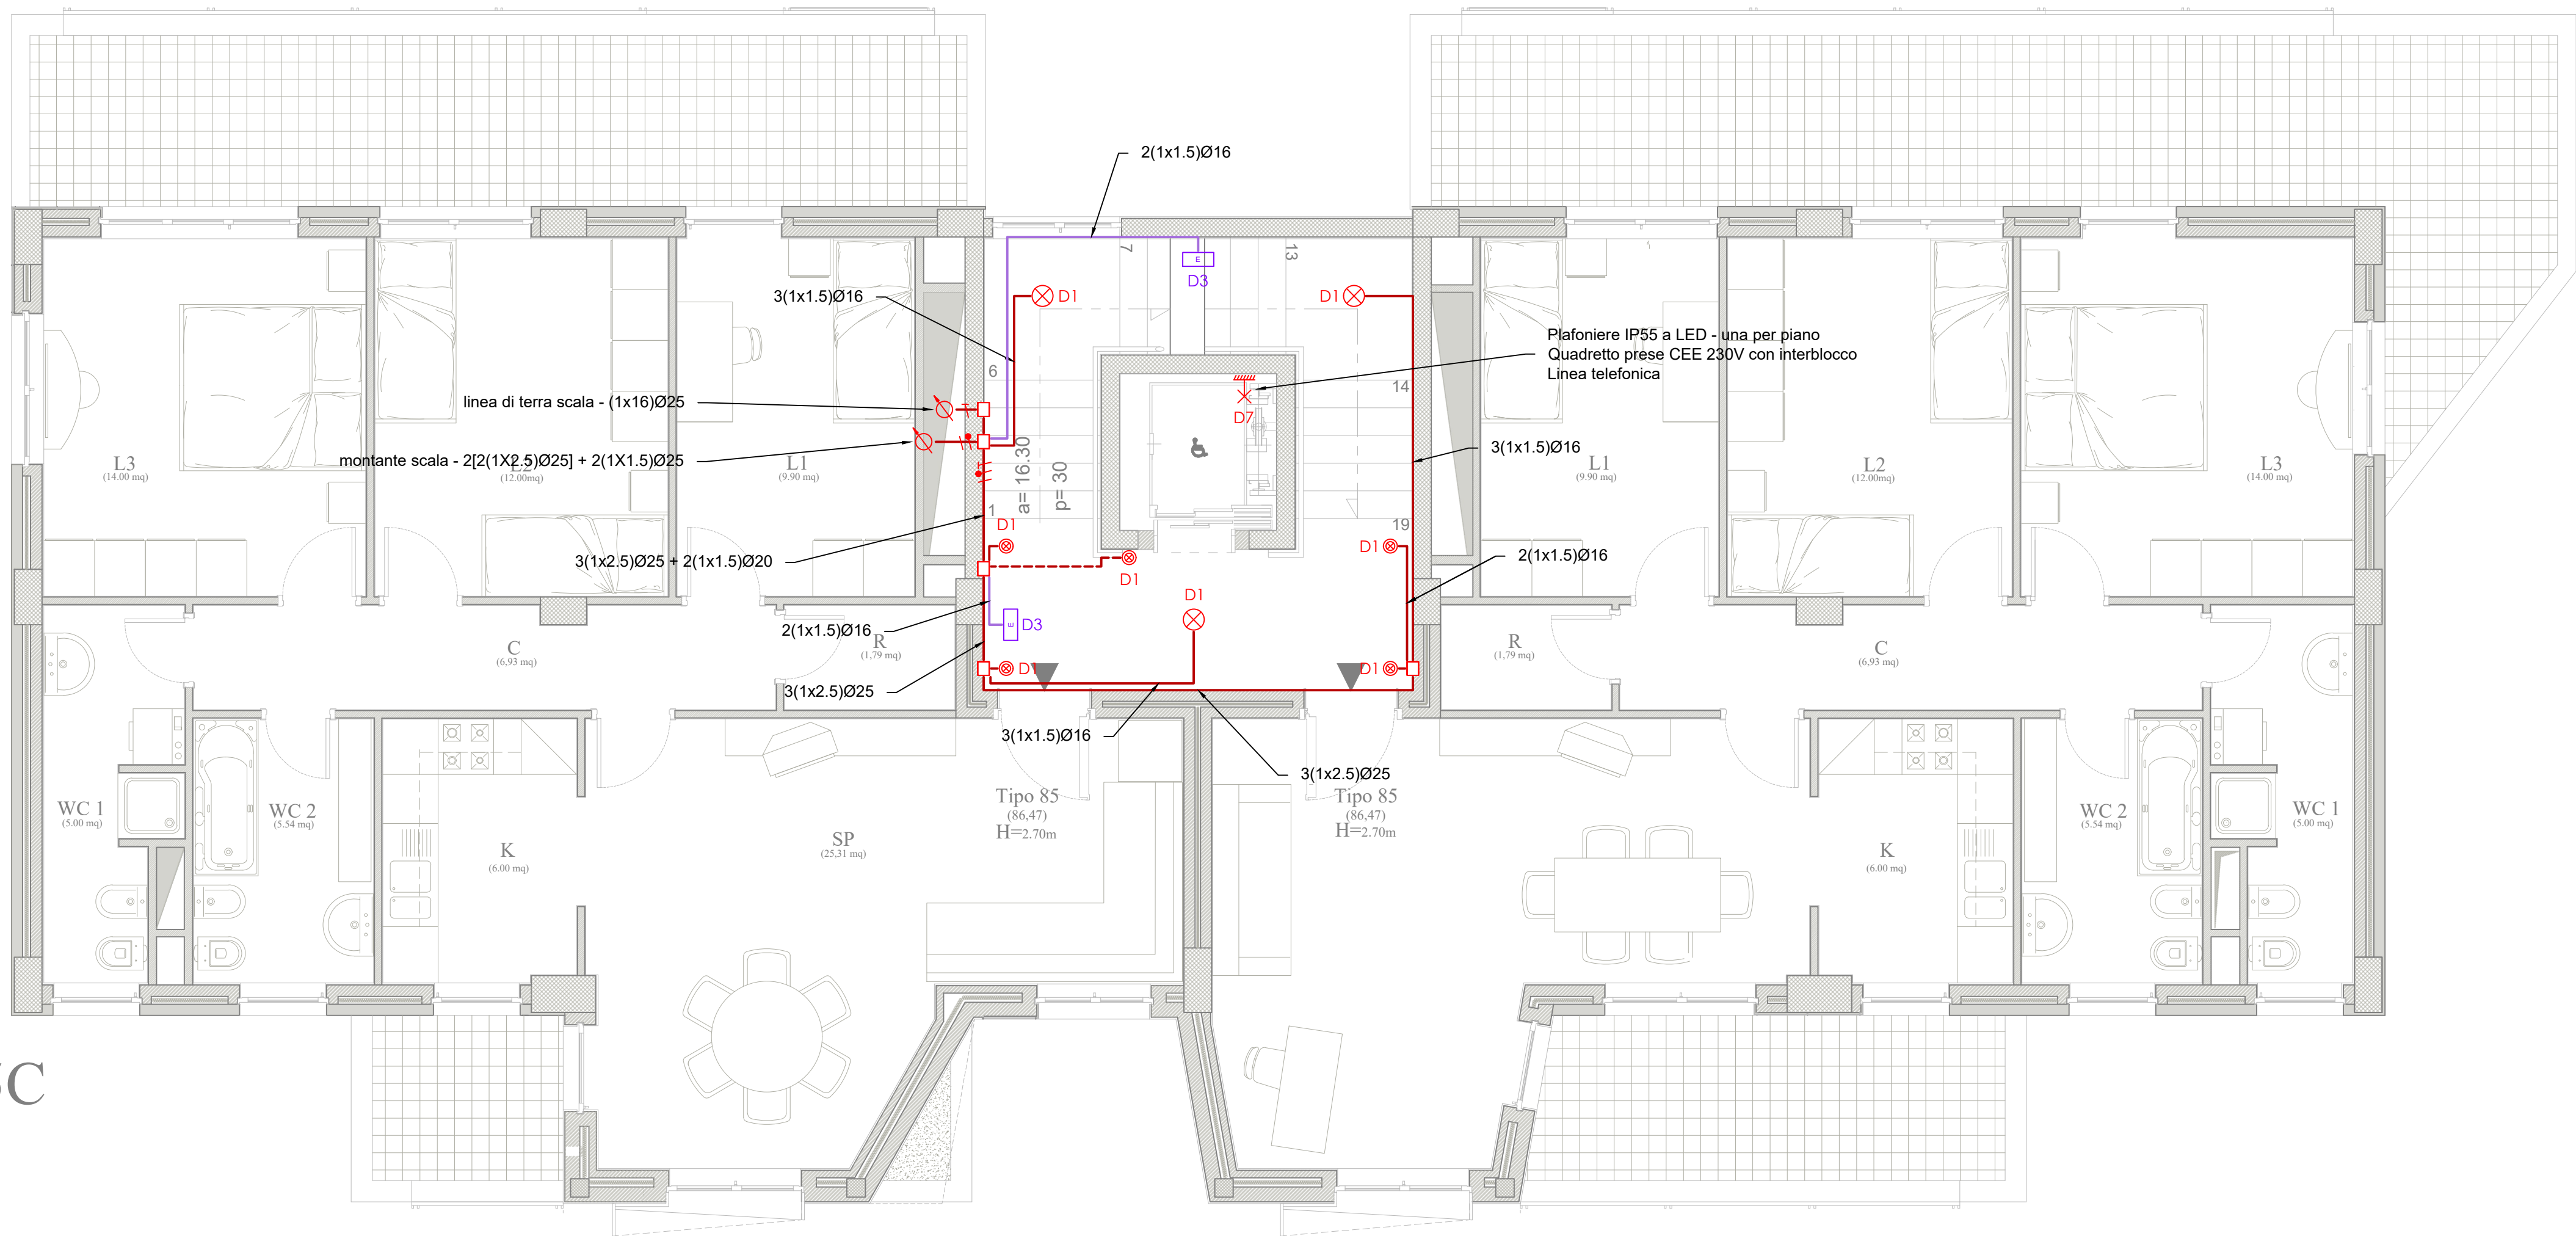 2(1x1.5)Ø16
7
13
E
D3
3(1x1.5)Ø16
D1
D1
Plafoniere IP55 a LED - una per piano
Quadretto prese CEE 230V con interblocco
Linea telefonica
6
14
linea di terra scala - (1x16)Ø25
D7
montante scala - 2[2(1X2.5)Ø25] + 2(1X1.5)Ø25
3(1x1.5)Ø16
a= 16.30
p= 30
L3
(14.00 mq)
L2
(12.00mq)
L1
(9.90 mq)
L1
(9.90 mq)
L2
(12.00mq)
L3
(14.00 mq)
1
19
D1
D1
3(1x2.5)Ø25 + 2(1x1.5)Ø20
2(1x1.5)Ø16
D1
D1
2(1x1.5)Ø16
E
D3
R
(1,79 mq)
C
(6,93 mq)
R
(1,79 mq)
C
(6,93 mq)
D1
D1
3(1x2.5)Ø25
3(1x1.5)Ø16
3(1x2.5)Ø25
Tipo 85
(86,47)
H=2.70m
Tipo 85
(86,47)
H=2.70m
WC 1
(5.00 mq)
WC 2
(5.54 mq)
K
(6.00 mq)
SP
(25,31 mq)
K
(6.00 mq)
WC 2
(5.54 mq)
WC 1
(5.00 mq)
C